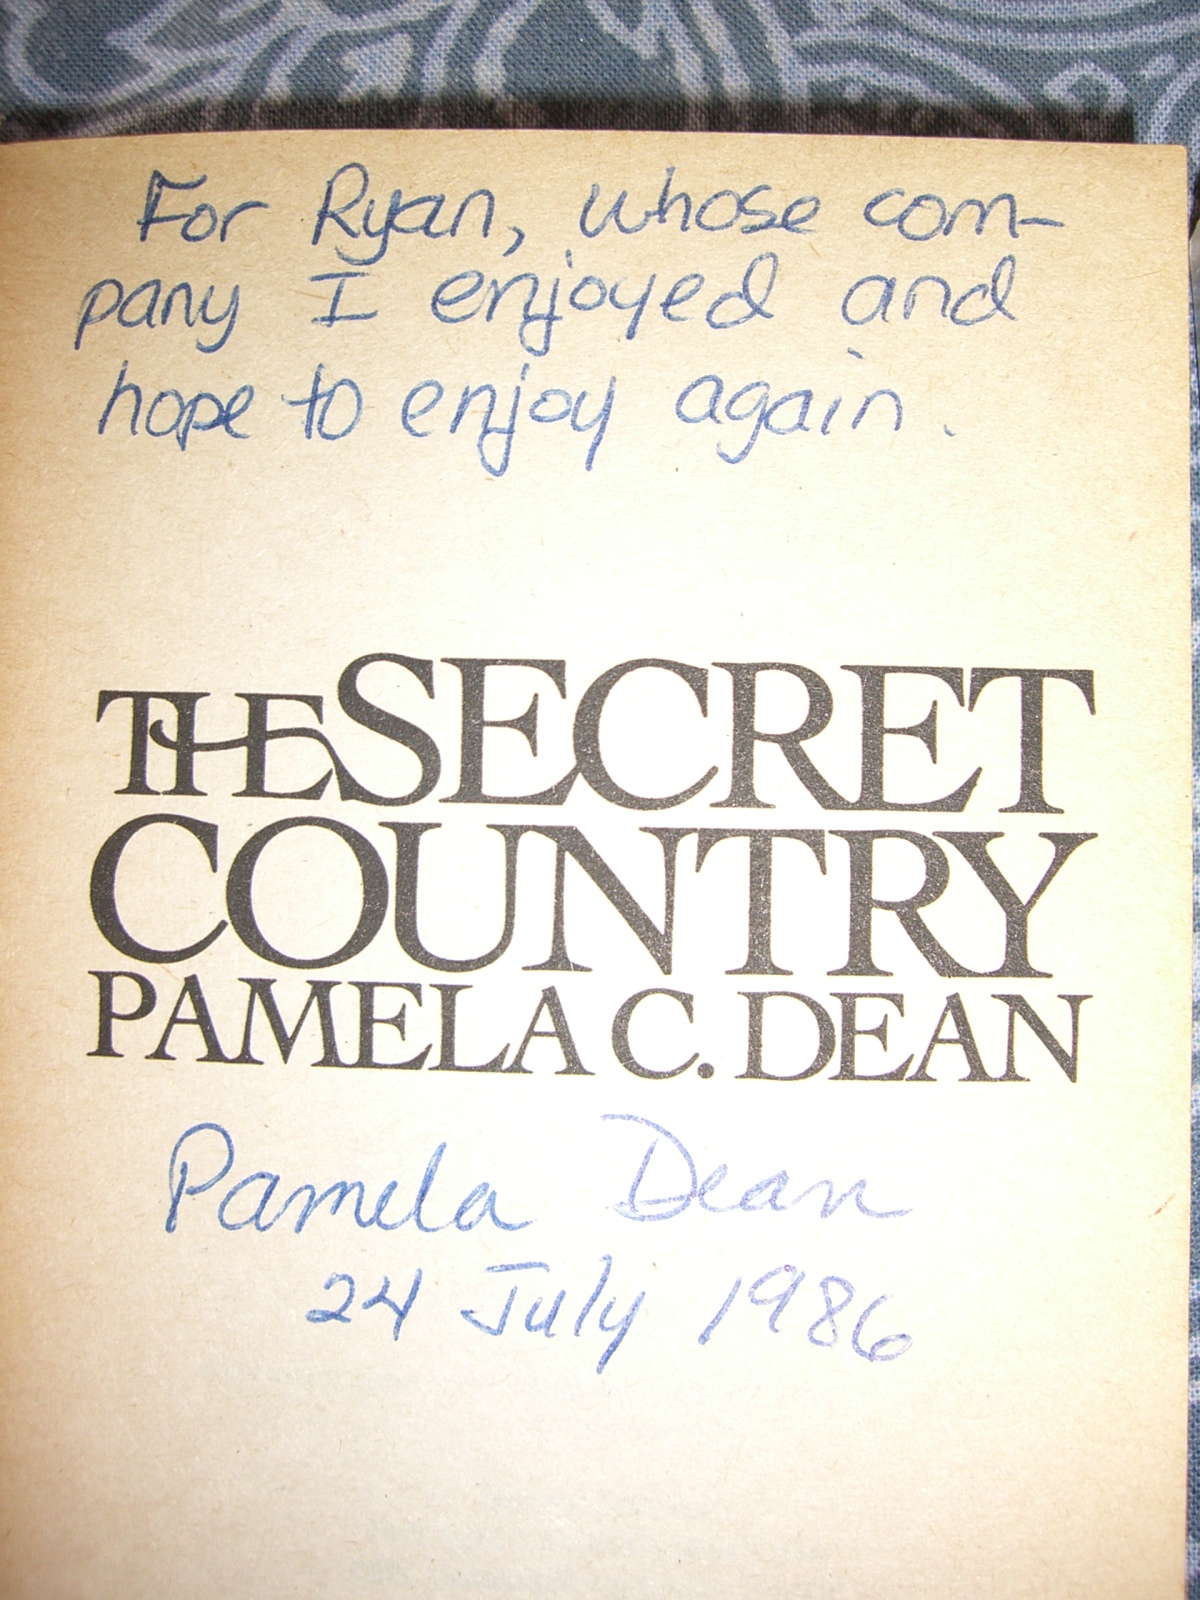 For Ryan, whose com-
pany I enjoyed and
hope to enjoy again.
THE SECRET
COUNTRY
PAMELA C. DEAN
Pamela Dean
24 July 1986